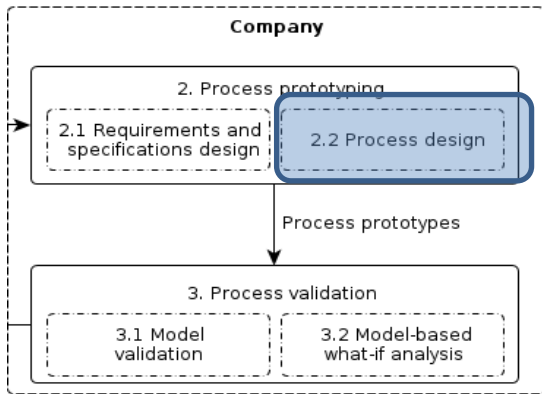 Company
2. Process prototyping
2.1 Requirements and
specifications design
2.2 Process design
Process prototypes
3. Process validation
3.1 Model
validation
3.2 Model-based
what-if analysis